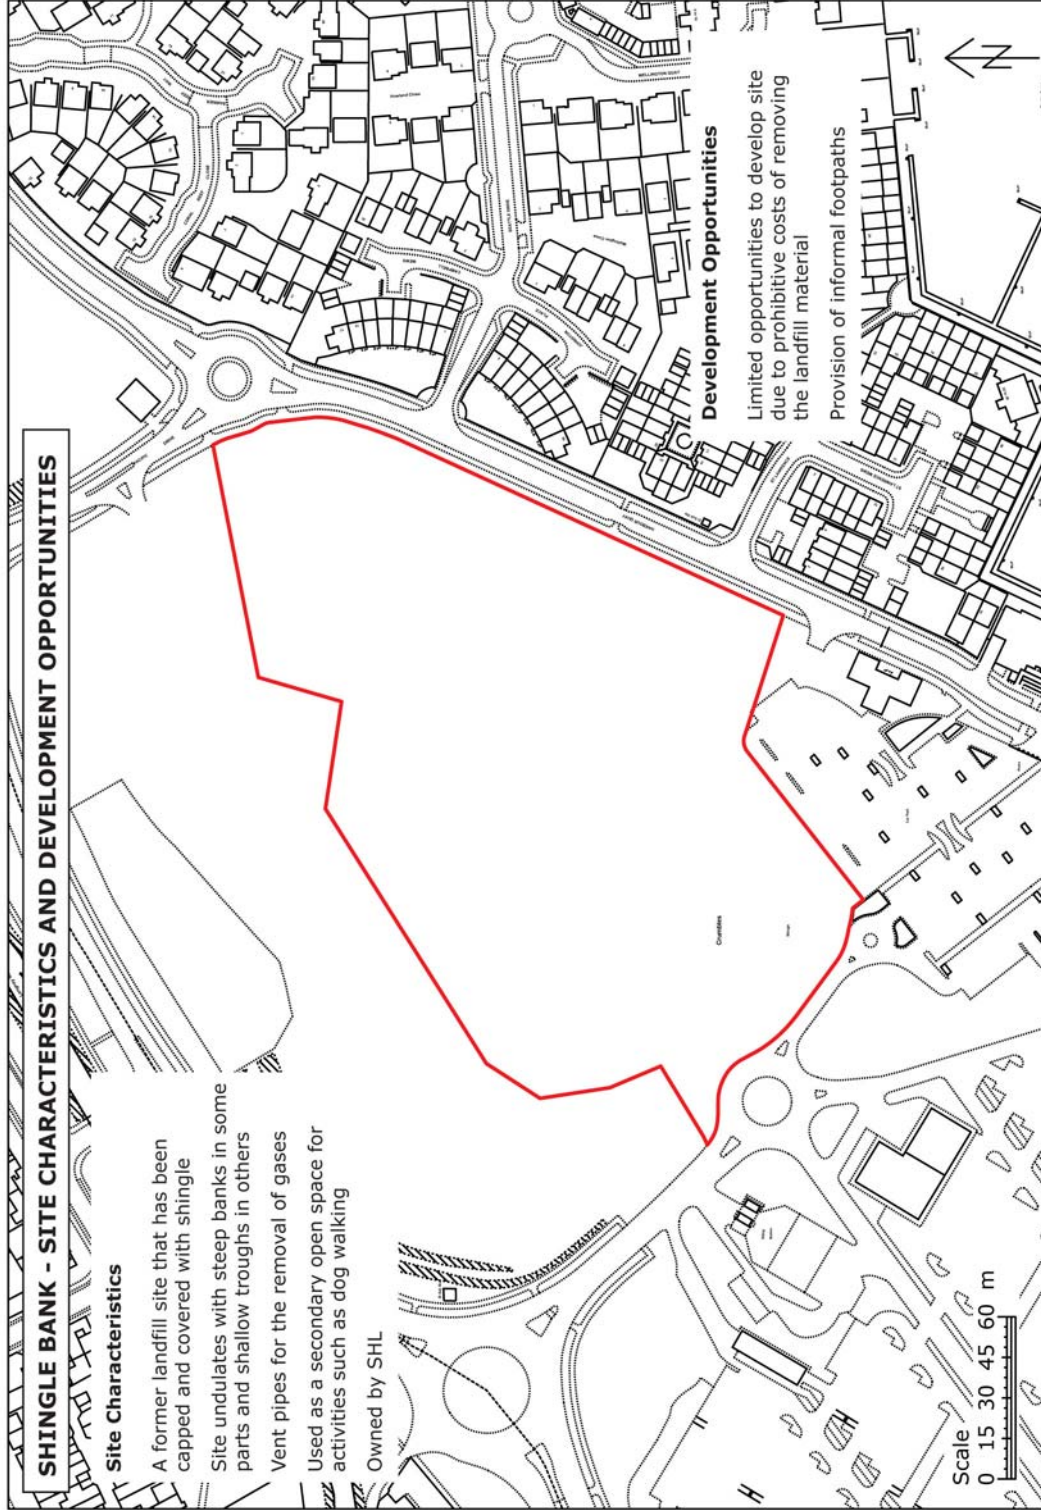 SHINGLE BANK - SITE CHARACTERISTICS AND DEVELOPMENT OPPORTUNITIES
Site Characteristics
A former landfill site that has been
capped and covered with shingle
Site undulates with steep banks in some
parts and shallow troughs in others
Vent pipes for the removal of gases
Used as a secondary open space for
activities such as dog walking
Owned by SHL
Development Opportunities
Limited opportunities to develop site
due to prohibitive costs of removing
the landfill material
Provision of informal footpaths
Crumbles
WELLINGTON QUAY
N
Scale
0 15 30 45 60 m